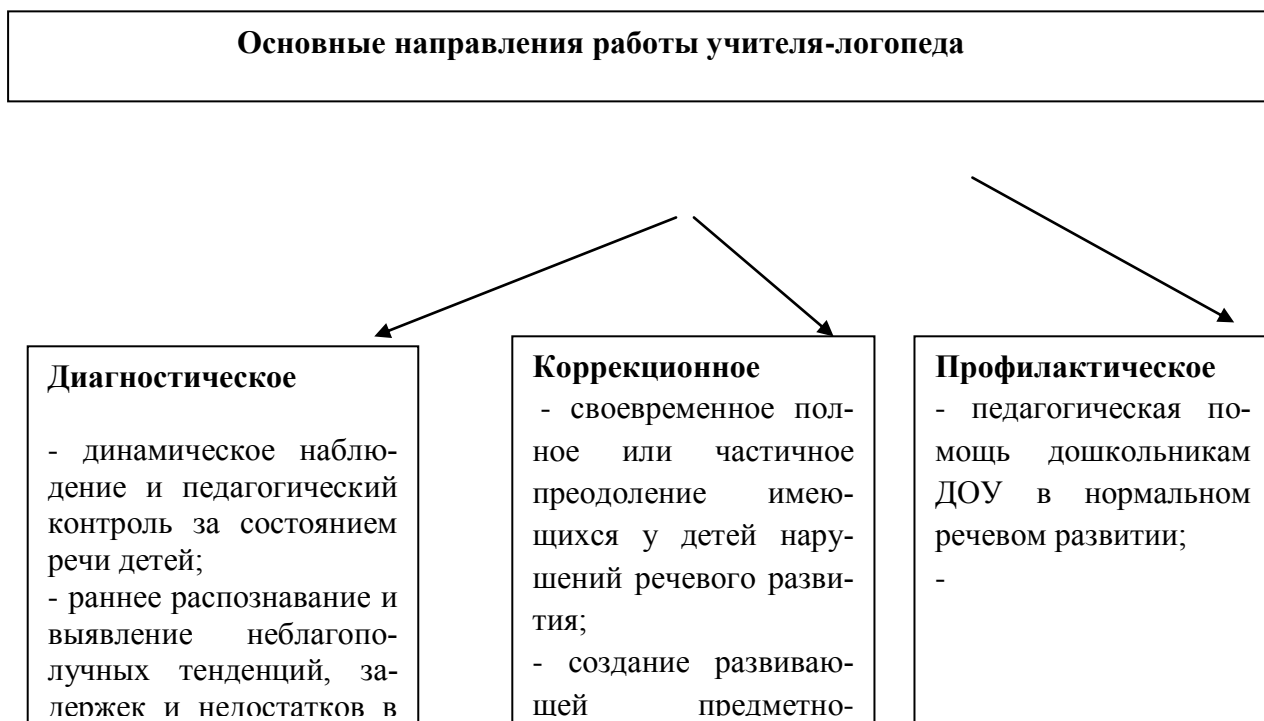 Основные направления работы учителя-логопеда
Диагностическое
- динамическое наблю-
дение и педагогический
контроль за состоянием
речи детей;
- раннее распознавание и
выявление неблагопо-
лучных тенденций, за-
держек и недостатков в
Коррекционное
- своевременное пол-
ное или частичное
преодоление имею-
щихся у детей нару-
шений речевого разви-
тия;
- создание развиваю-
щей предметно-
Профилактическое
- педагогическая по-
мощь дошкольникам
ДОУ в нормальном
речевом развитии;
-